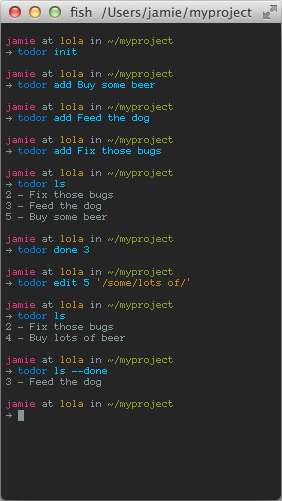 fish /Users/jamie/myproject
jamie at lola in ~/myproject
→ todor init
jamie at lola in ~/myproject
→ todor add Buy some beer
jamie at lola in ~/myproject
→ todor add Feed the dog
jamie at lola in ~/myproject
→ todor add Fix those bugs
jamie at lola in ~/myproject
→ todor ls
2 - Fix those bugs
3 - Feed the dog
5 - Buy some beer
jamie at lola in ~/myproject
→ todor done 3
jamie at lola in ~/myproject
→ todor edit 5 '/some/lots of/'
jamie at lola in ~/myproject
→ todor ls
2 - Fix those bugs
4 - Buy lots of beer
jamie at lola in ~/myproject
→ todor ls --done
3 - Feed the dog
jamie at lola in ~/myproject
→